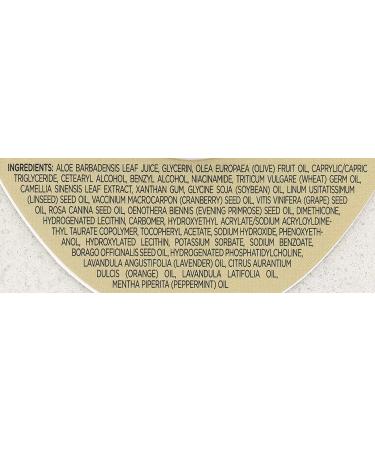 INGREDIENTS: ALOE BARBADENSIS LEAF JUICE, GLYCERIN, OLEA EUROPAEA (OLIVE) FRUIT OIL, CAPRYLIC/CAPRIC
TRIGLYCERIDE, CETEARYL ALCOHOL, BENZYL ALCOHOL, NIACINAMIDE, TRITICUM VULGARE (WHEAT) GERM OIL,
CAMELLIA SINENSIS LEAF EXTRACT, XANTHAN GUM, GLYCINE SOJA (SOYBEAN) OIL, LINUM USITATISSIMUM
(LINSEED) SEED OIL, VACCINIUM MACROCARPON (CRANBERRY) SEED OIL, VITIS VINIFERA (GRAPE) SEED
OIL, ROSA CANINA SEED OIL, OENOTHERA BIENNIS (EVENING PRIMROSE) SEED OIL, DIMETHICONE,
HYDROGENATED LECITHIN, CARBOMER, HYDROXYETHYL ACRYLATE/SODIUM ACRYLOYLDIME-
THYL TAURATE COPOLYMER, TOCOPHERYL ACETATE, SODIUM HYDROXIDE, PHENOXYETH-
ANOL, HYDROXYLATED LECITHIN, POTASSIUM SORBATE, SODIUM BENZOATE,
BORAGO OFFICINALIS SEED OIL, HYDROGENATED PHOSPHATIDYLCHOLINE,
LAVANDULA ANGUSTIFOLIA (LAVENDER) OIL, CITRUS AURANTIUM
DULCIS (ORANGE) OIL, LAVANDULA LATIFOLIA OIL,
MENTHA PIPERITA (PEPPERMINT) OIL